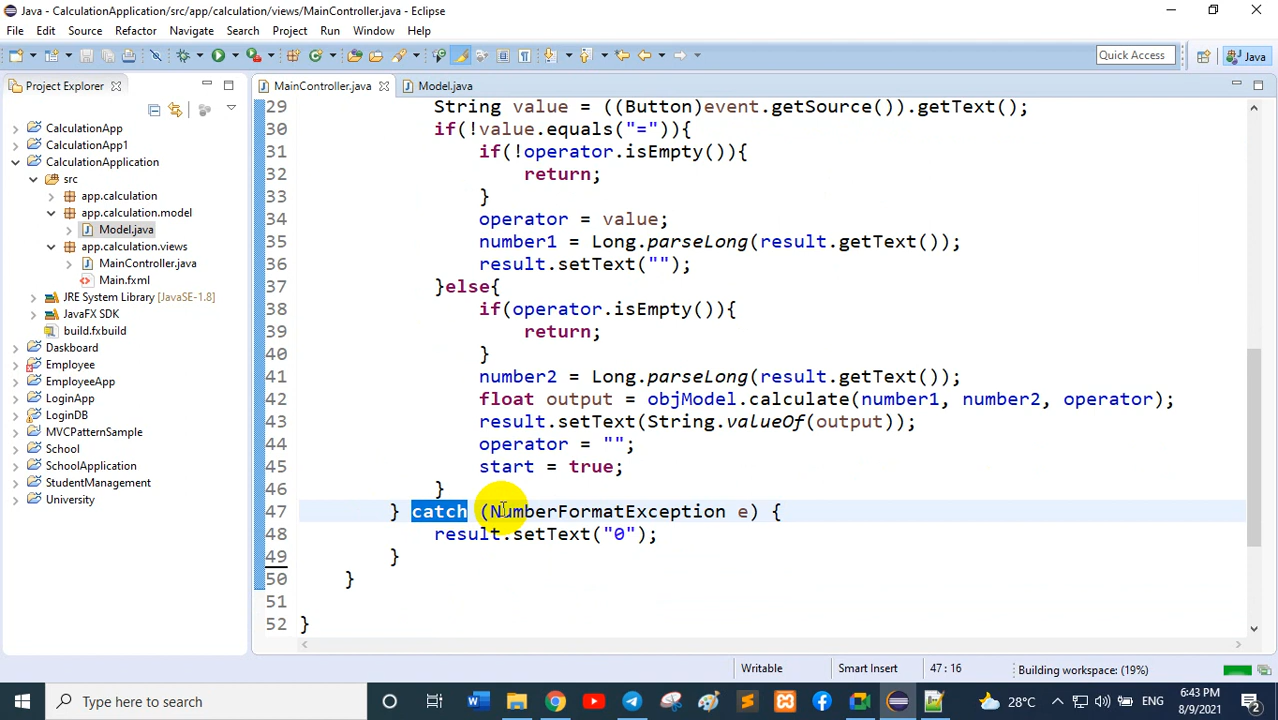 Java - CalculationApplication/src/app/calculation/views/MainController.java - Eclipse
File Edit Source Refactor Navigate Search Project Run Window Help
Quick Access
Java
Project Explorer
MainController.java
Model.java
CalculationApp
CalculationApp1
CalculationApplication
src
app.calculation
app.calculation.model
Model.java
app.calculation.views
MainController.java
Main.fxml
JRE System Library [JavaSE-1.8]
JavaFX SDK
build.fxbuild
Daskboard
Employee
EmployeeApp
LoginApp
LoginDB
MVCPatternSample
School
SchoolApplication
StudentManagement
University
29 String value = ((Button)event.getSource()).getText();
30 if(!value.equals("=")){
31 if(!operator.isEmpty()){
32 return;
33 }
34 operator = value;
35 number1 = Long.parseLong(result.getText());
36 result.setText("");
37 }else{
38 if(operator.isEmpty()){
39 return;
40 }
41 number2 = Long.parseLong(result.getText());
42 float output = objModel.calculate(number1, number2, operator);
43 result.setText(String.valueOf(output));
44 operator = "";
45 start = true;
46 }
47 } catch (NumberFormatException e) {
48 result.setText("0");
49 }
50 }
51
52 }
Writable Smart Insert 47 : 16 Building workspace: (19%)
Type here to search
28°C
ENG
6:43 PM
8/9/2021
2